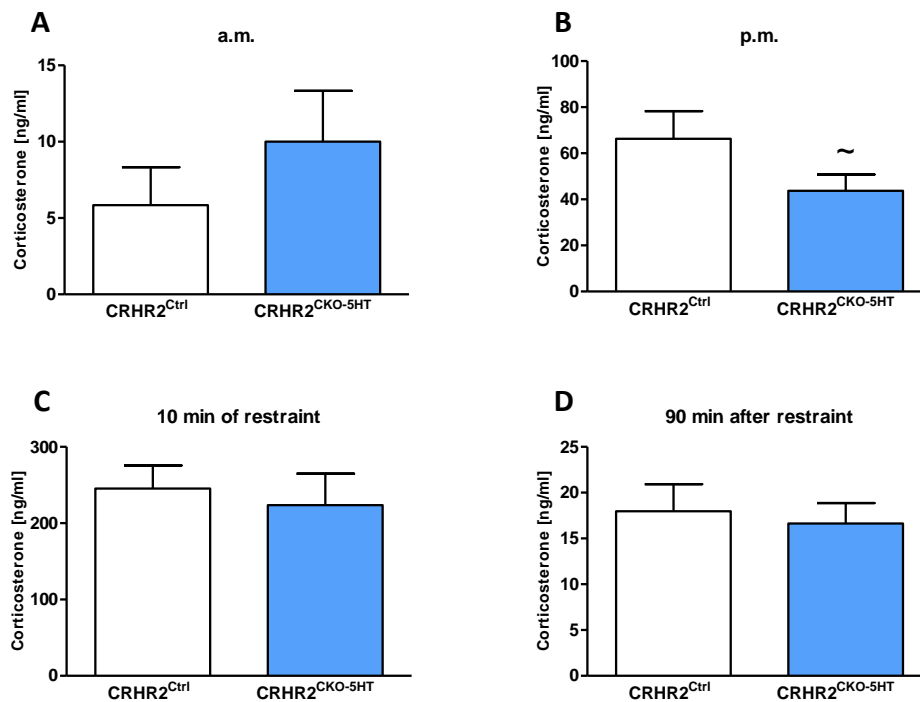 A
a.m.
Corticosterone [ng/ml]
15
10
5
0
CRHR2^Ctrl CRHR2^CKO-5HT
B
p.m.
Corticosterone [ng/ml]
100
80
60
40
20
0
~
CRHR2^Ctrl CRHR2^CKO-5HT
C
10 min of restraint
Corticosterone [ng/ml]
300
200
100
0
CRHR2^Ctrl CRHR2^CKO-5HT
D
90 min after restraint
Corticosterone [ng/ml]
25
20
15
10
5
0
CRHR2^Ctrl CRHR2^CKO-5HT